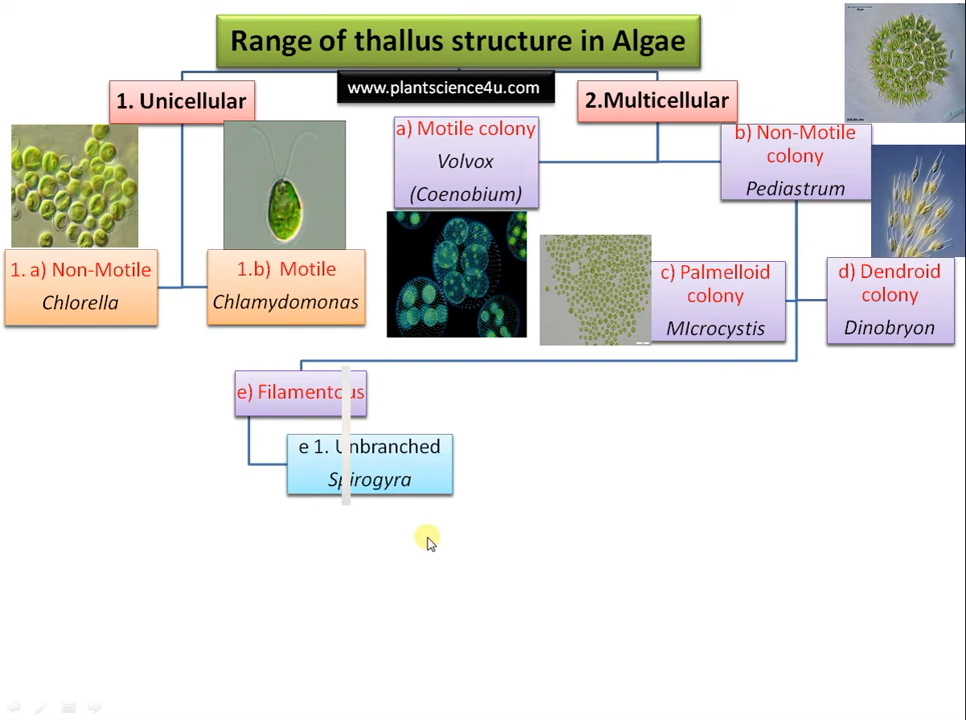 Range of thallus structure in Algae
www.plantscience4u.com
1. Unicellular
2.Multicellular
a) Motile colony
Volvox
(Coenobium)
b) Non-Motile
colony
Pediastrum
1. a) Non-Motile
Chlorella
1.b) Motile
Chlamydomonas
c) Palmelloid
colony
MIcrocystis
d) Dendroid
colony
Dinobryon
e) Filamentous
e 1. Unbranched
Spirogyra